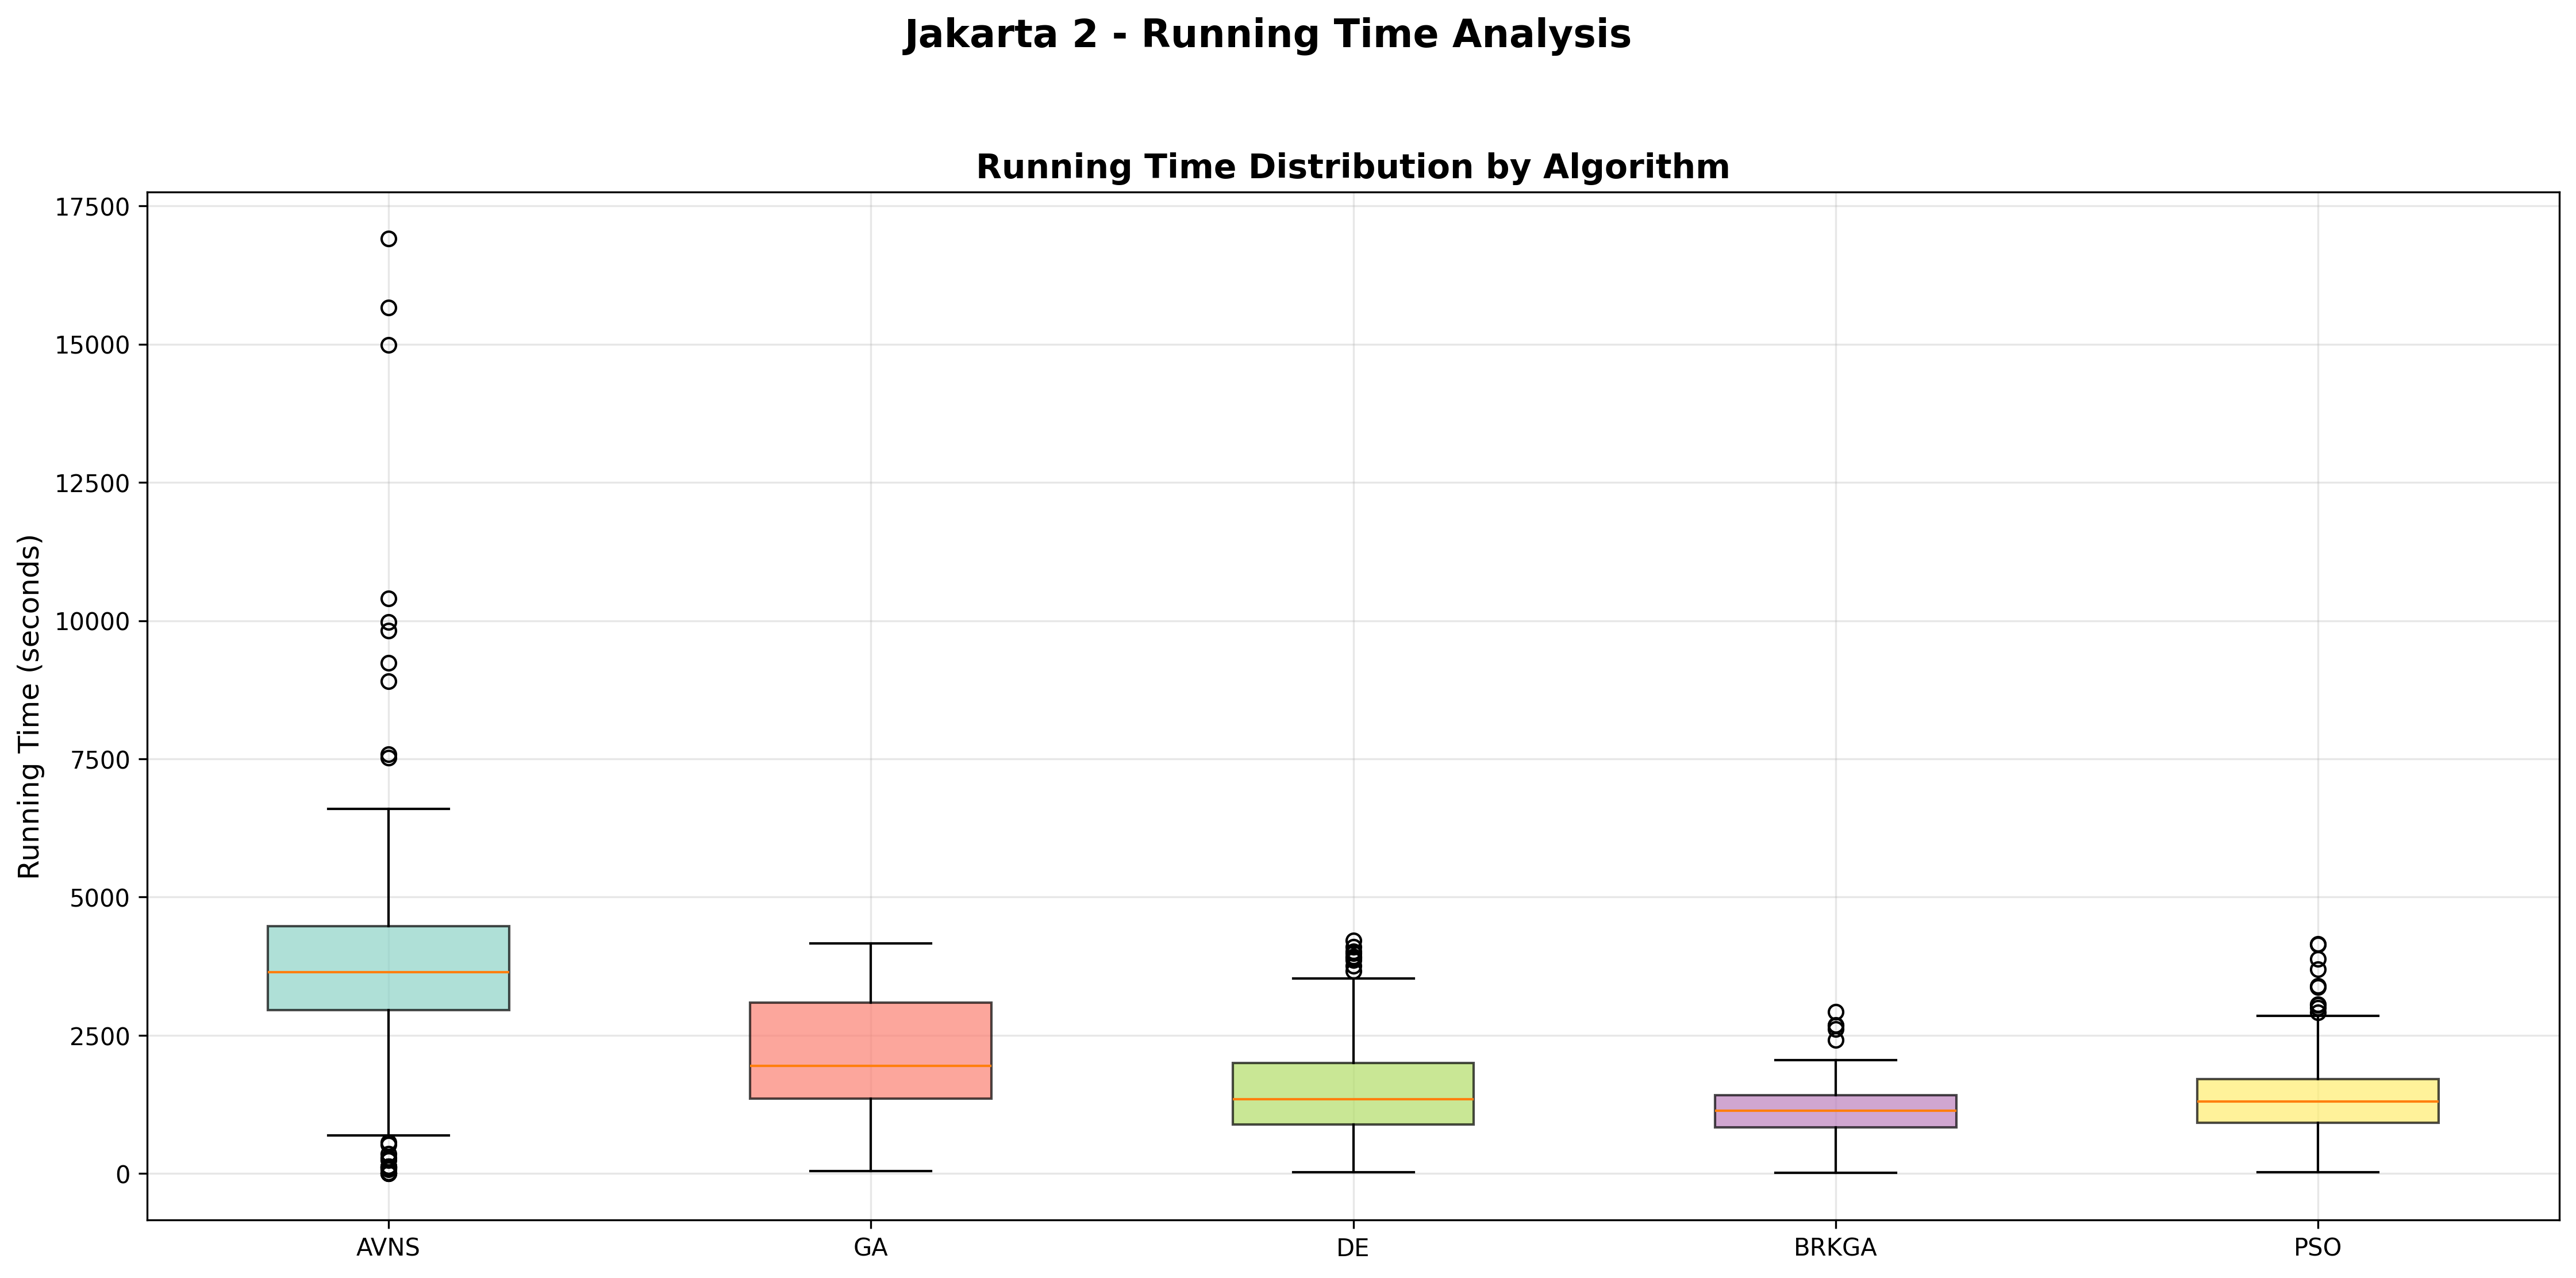 Jakarta 2 - Running Time Analysis
Running Time Distribution by Algorithm
Running Time (seconds)
17500
15000
12500
10000
7500
5000
2500
0
AVNS
GA
DE
BRKGA
PSO